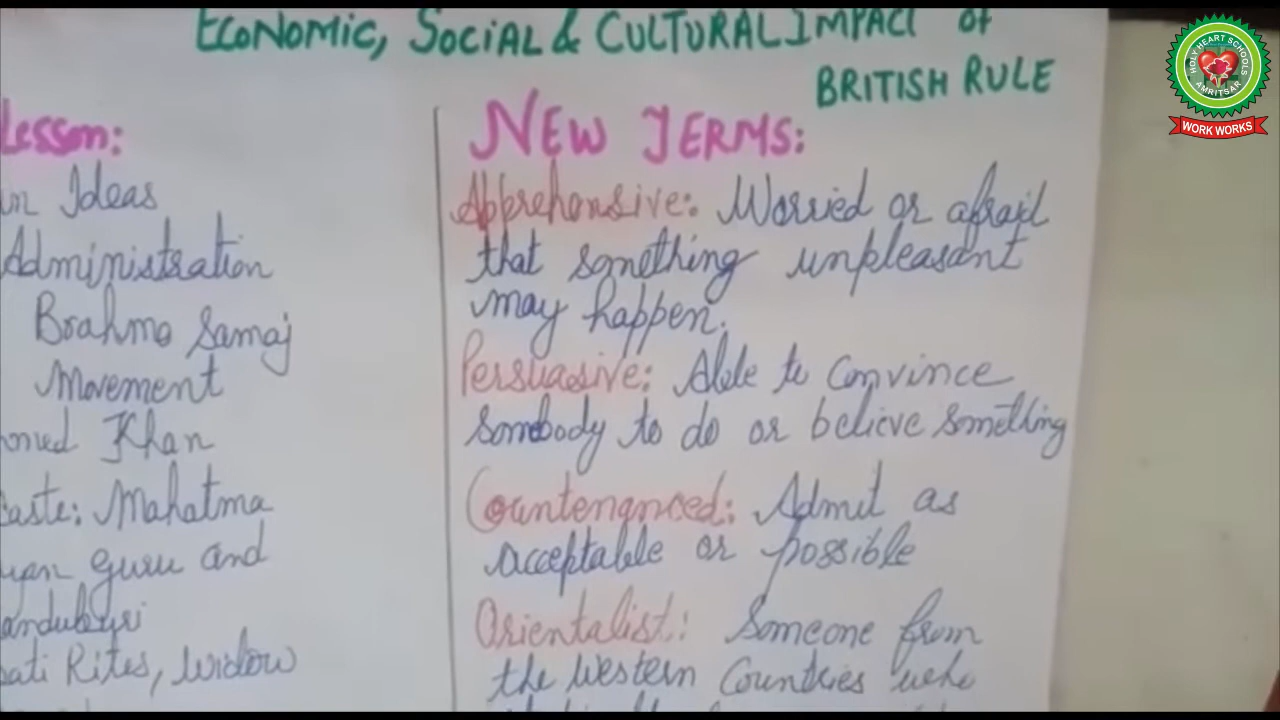 ECONOMIC, SOCIAL & CULTURAL IMPACT of
BRITISH RULE
Lesson:
Ideas
Administration
Brahmo Samaj
Movement
Khan
Caste: Mahatma
guru and
Sati Rites, widow
NEW TERMS:
Apprehensive: Worried or afraid
that something unpleasant
may happen.
Persuasive: Able to convince
Sombody to do or believe something
Countenanced: Admit as
acceptable or possible
Orientalist: Someone from
the Western Countries who
HOLY HEART SCHOOLS
AMRITSAR
WORK WORKS